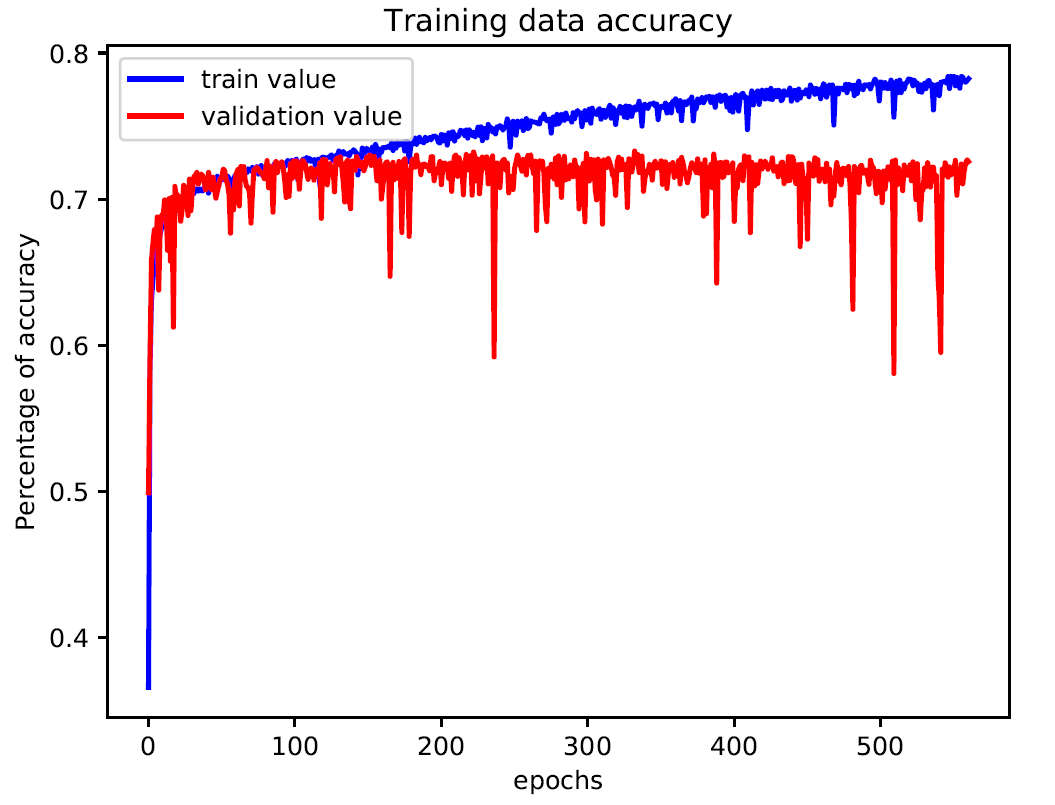 Training data accuracy
train value
validation value
Percentage of accuracy
0.8
0.7
0.6
0.5
0.4
0 100 200 300 400 500
epochs